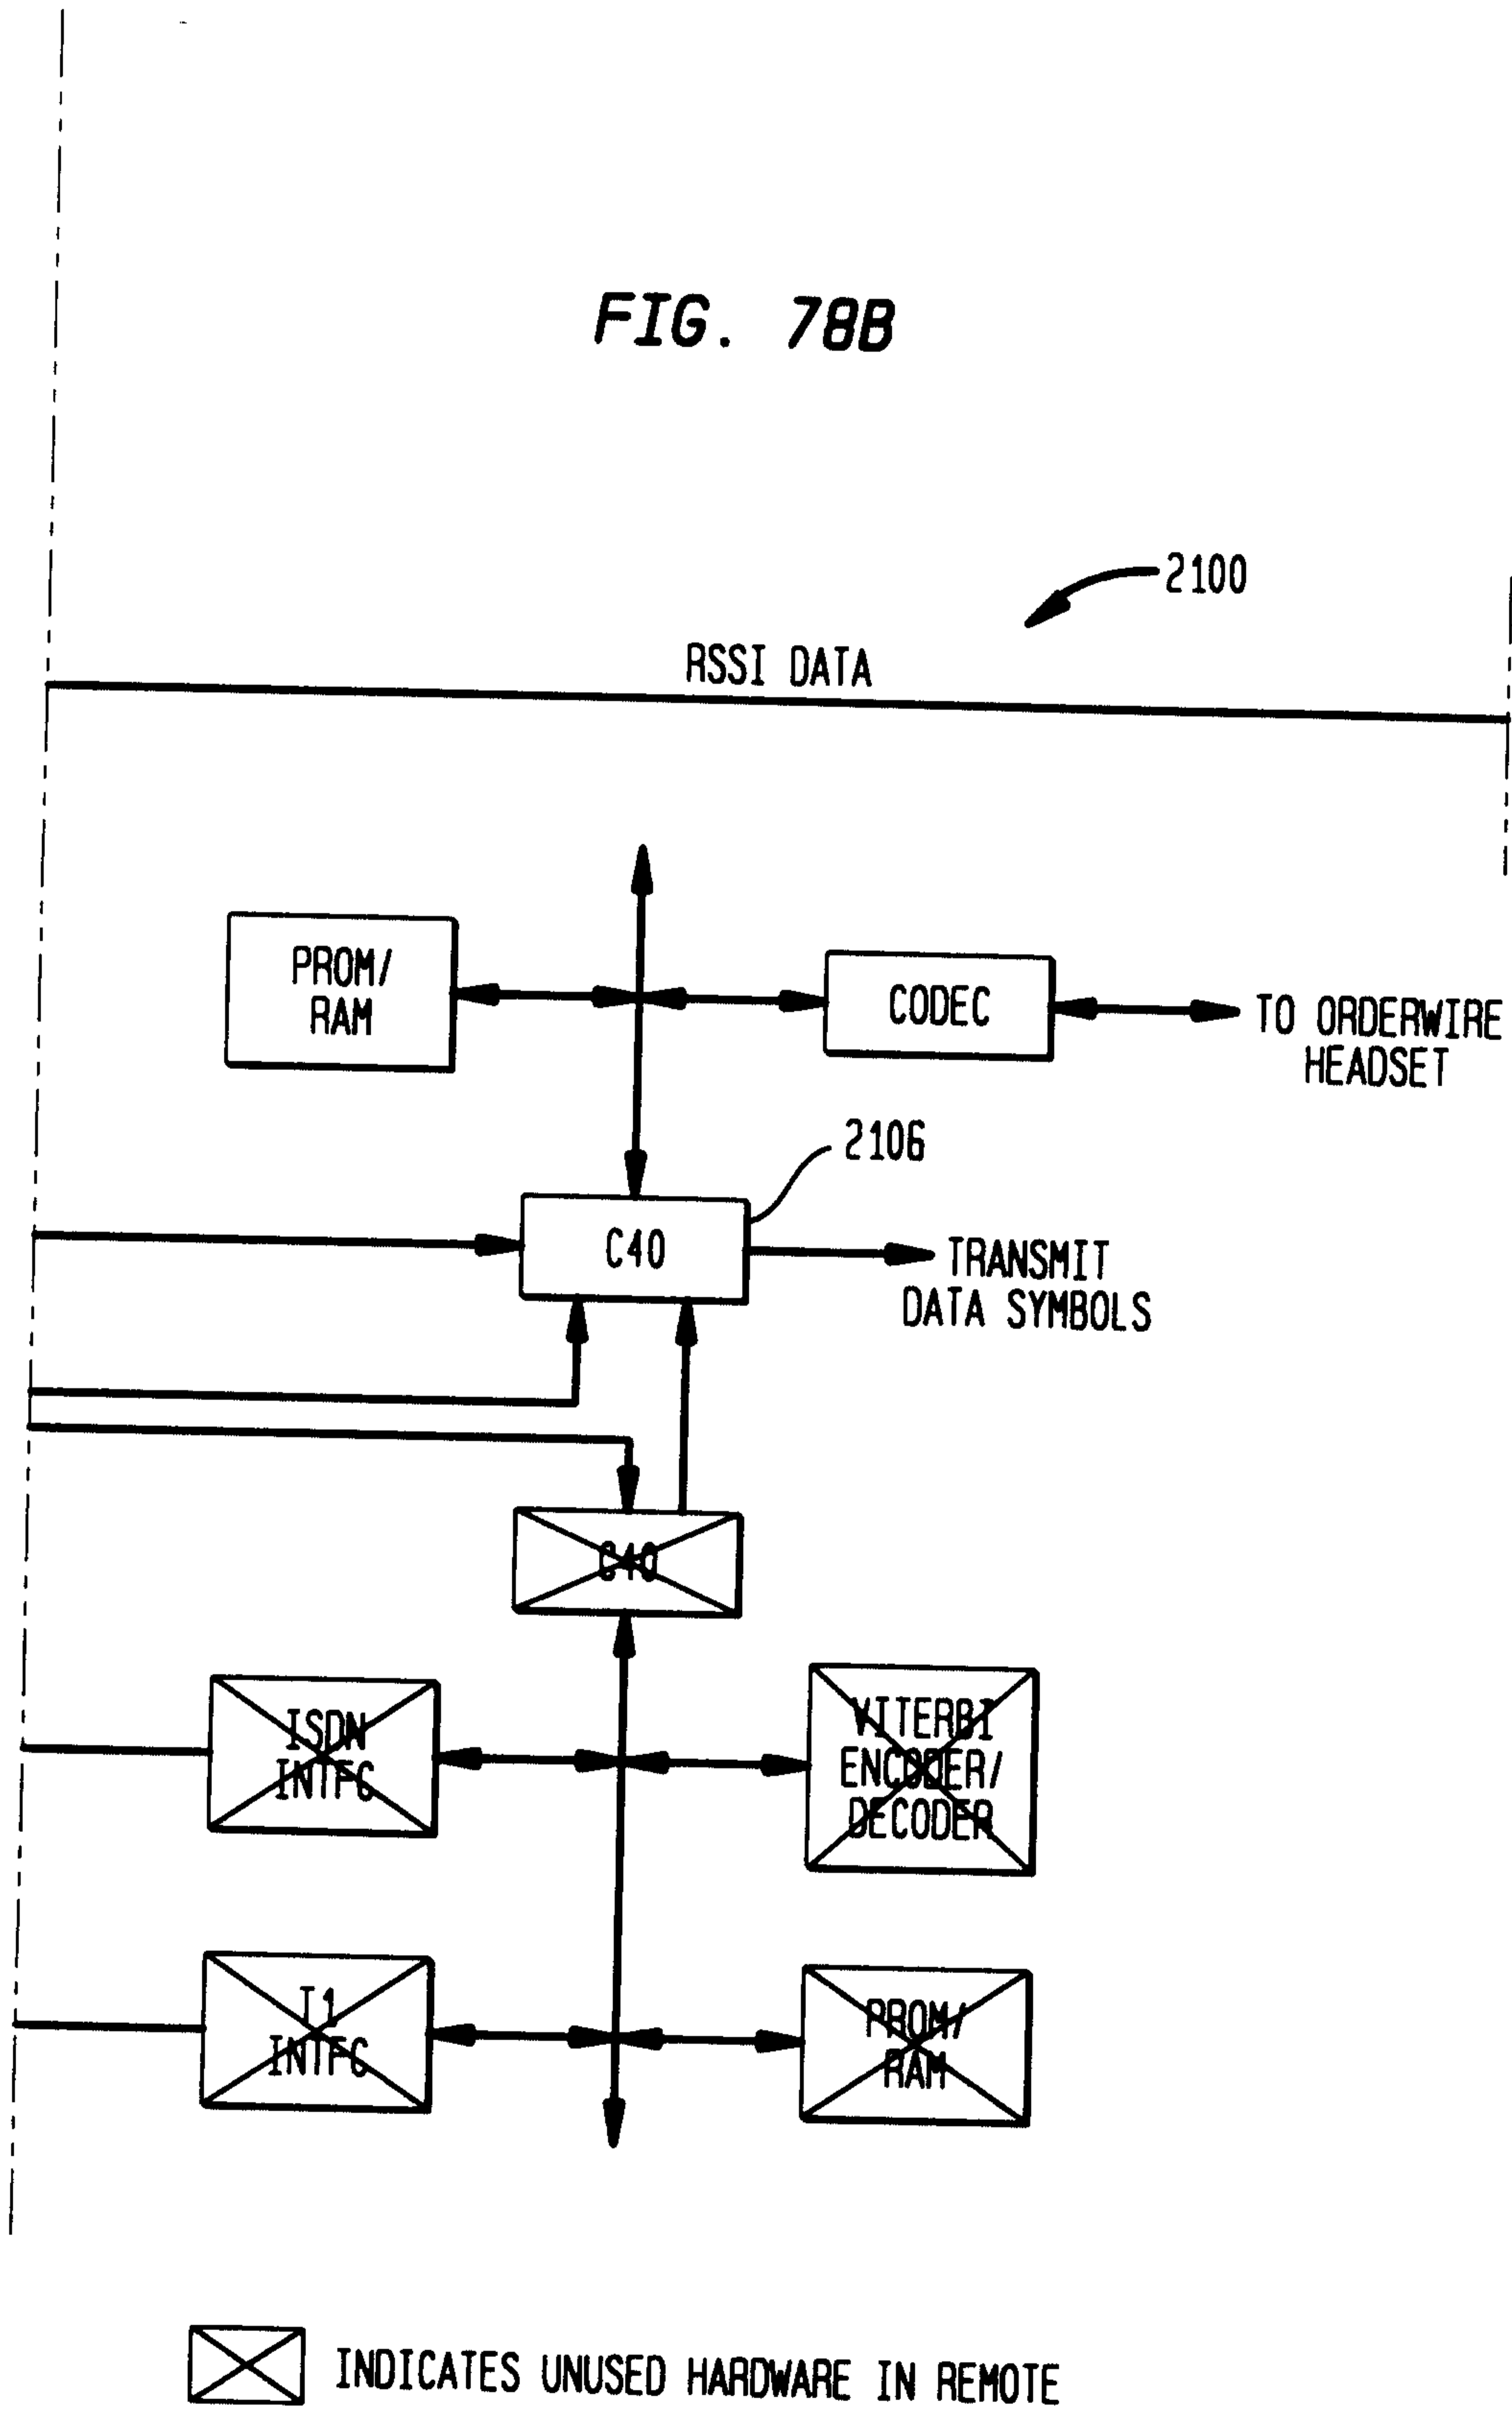 FIG. 78B
2100
RSSI DATA
PROM/
RAM
CODEC
TO ORDERWIRE
HEADSET
2106
C40
TRANSMIT
DATA SYMBOLS
C40
ISDN
INTFC
VITERBI
ENCODER/
DECODER
T1
INTFC
PROM/
RAM
INDICATES UNUSED HARDWARE IN REMOTE